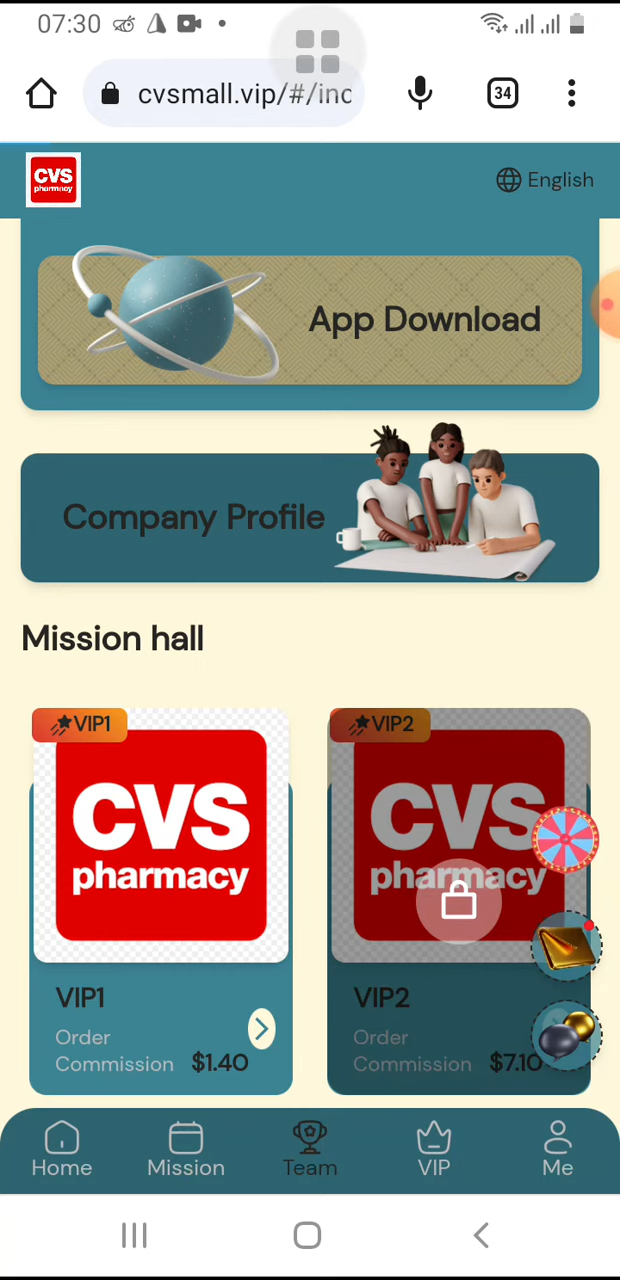 07:30
34
cvsmall.vip/#/inc
CVS
pharmacy
English
App Download
Company Profile
Mission hall
VIP1
VIP2
CVS
pharmacy
CVS
pharmacy
VIP1
Order
Commission $1.40
VIP2
Order
Commission $7.10
Home
Mission
Team
VIP
Me